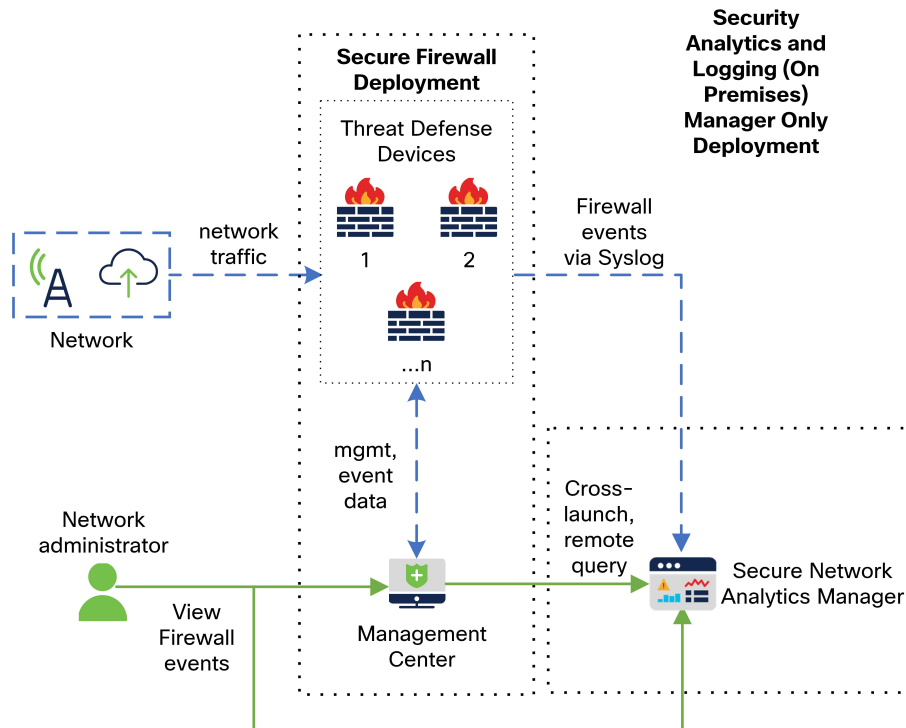 Security
Analytics and
Logging (On
Premises)
Manager Only
Deployment
Secure Firewall
Deployment
Threat Defense
Devices
1
2
...n
network
traffic
Network
Firewall
events
via Syslog
mgmt,
event
data
Cross-
launch,
remote
query
Network
administrator
View
Firewall
events
Management
Center
Secure Network
Analytics Manager